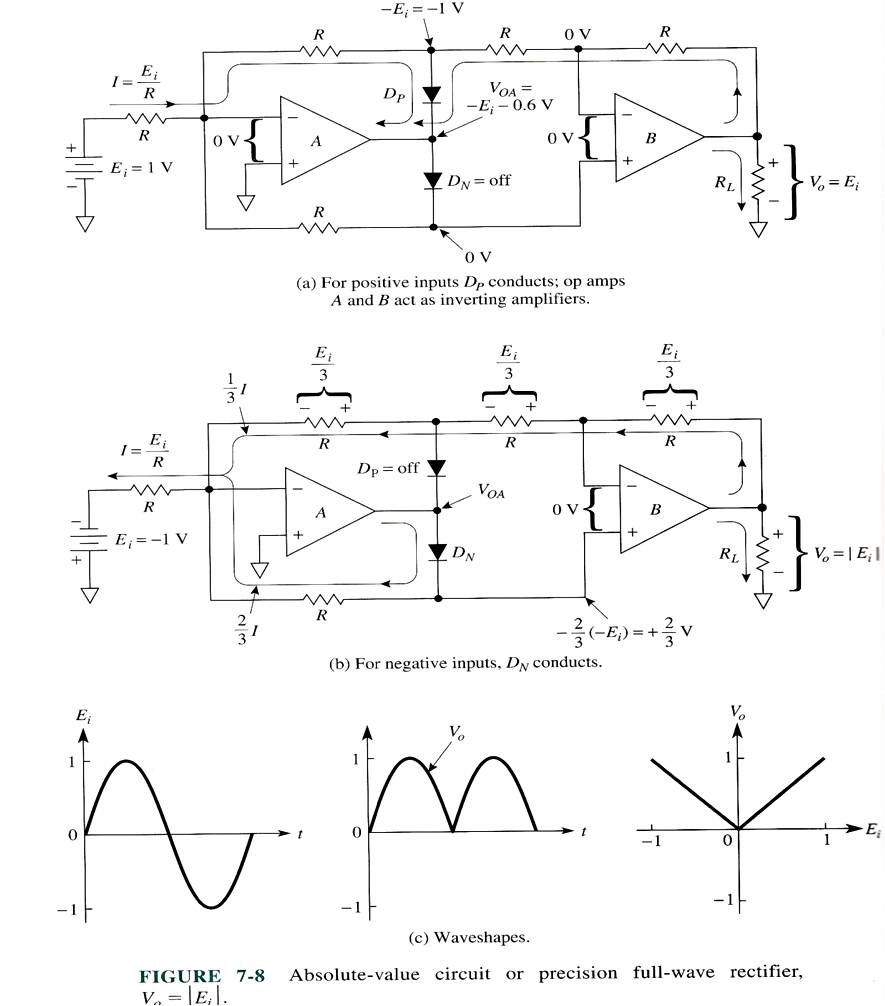 −E_i = −1 V
R R 0 V R
I = E_i / R
D_P
V_OA = −E_i − 0.6 V
R
0 V { − + A
0 V { − + B
+ −
E_i = 1 V
D_N = off
R_L + −
V_o = E_i
R
0 V
(a) For positive inputs D_P conducts; op amps
A and B act as inverting amplifiers.
E_i / 3 E_i / 3 E_i / 3
1/3 I
− + − + − +
R R R
I = E_i / R
D_P = off
V_OA
R
− + A
0 V { − + B
− +
E_i = −1 V
D_N
R_L + −
V_o = | E_i |
R
2/3 I
− 2/3 (−E_i) = + 2/3 V
(b) For negative inputs, D_N conducts.
E_i
1
0
−1
t
V_o
1
0
−1
t
V_o
1
−1 0 1 E_i
−1
(c) Waveshapes.
FIGURE 7-8 Absolute-value circuit or precision full-wave rectifier,
V_o = |E_i|.